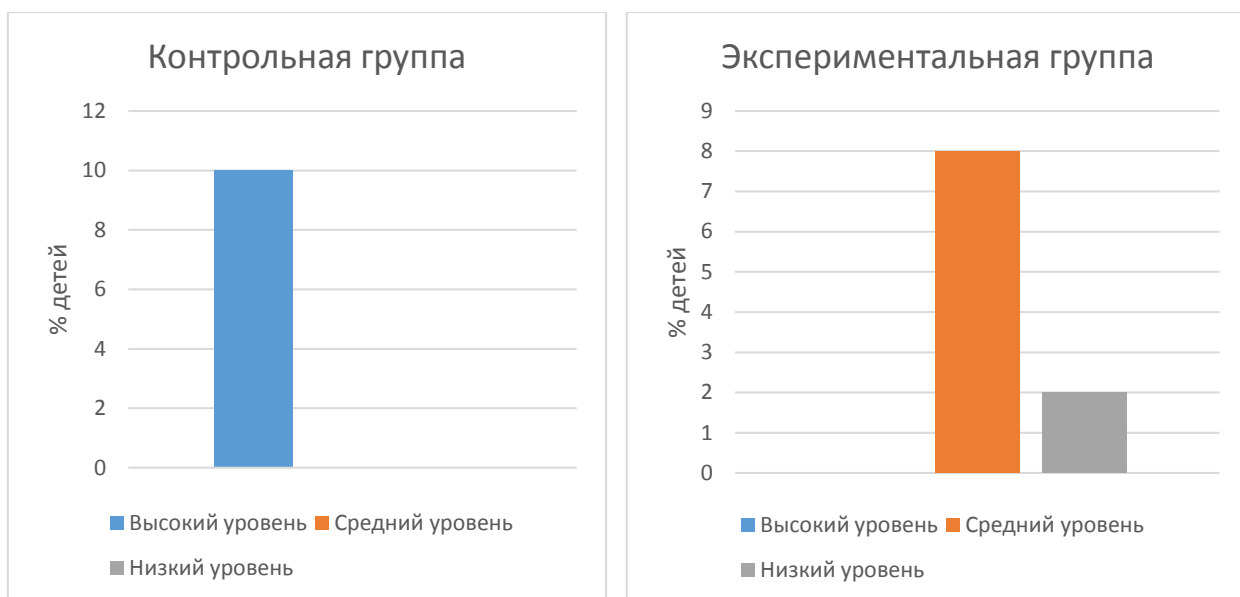 Контрольная группа
12
10
8
6
4
2
0
% детей
Высокий уровень Средний уровень
Низкий уровень
Экспериментальная группа
9
8
7
6
5
4
3
2
1
0
% детей
Высокий уровень Средний уровень
Низкий уровень